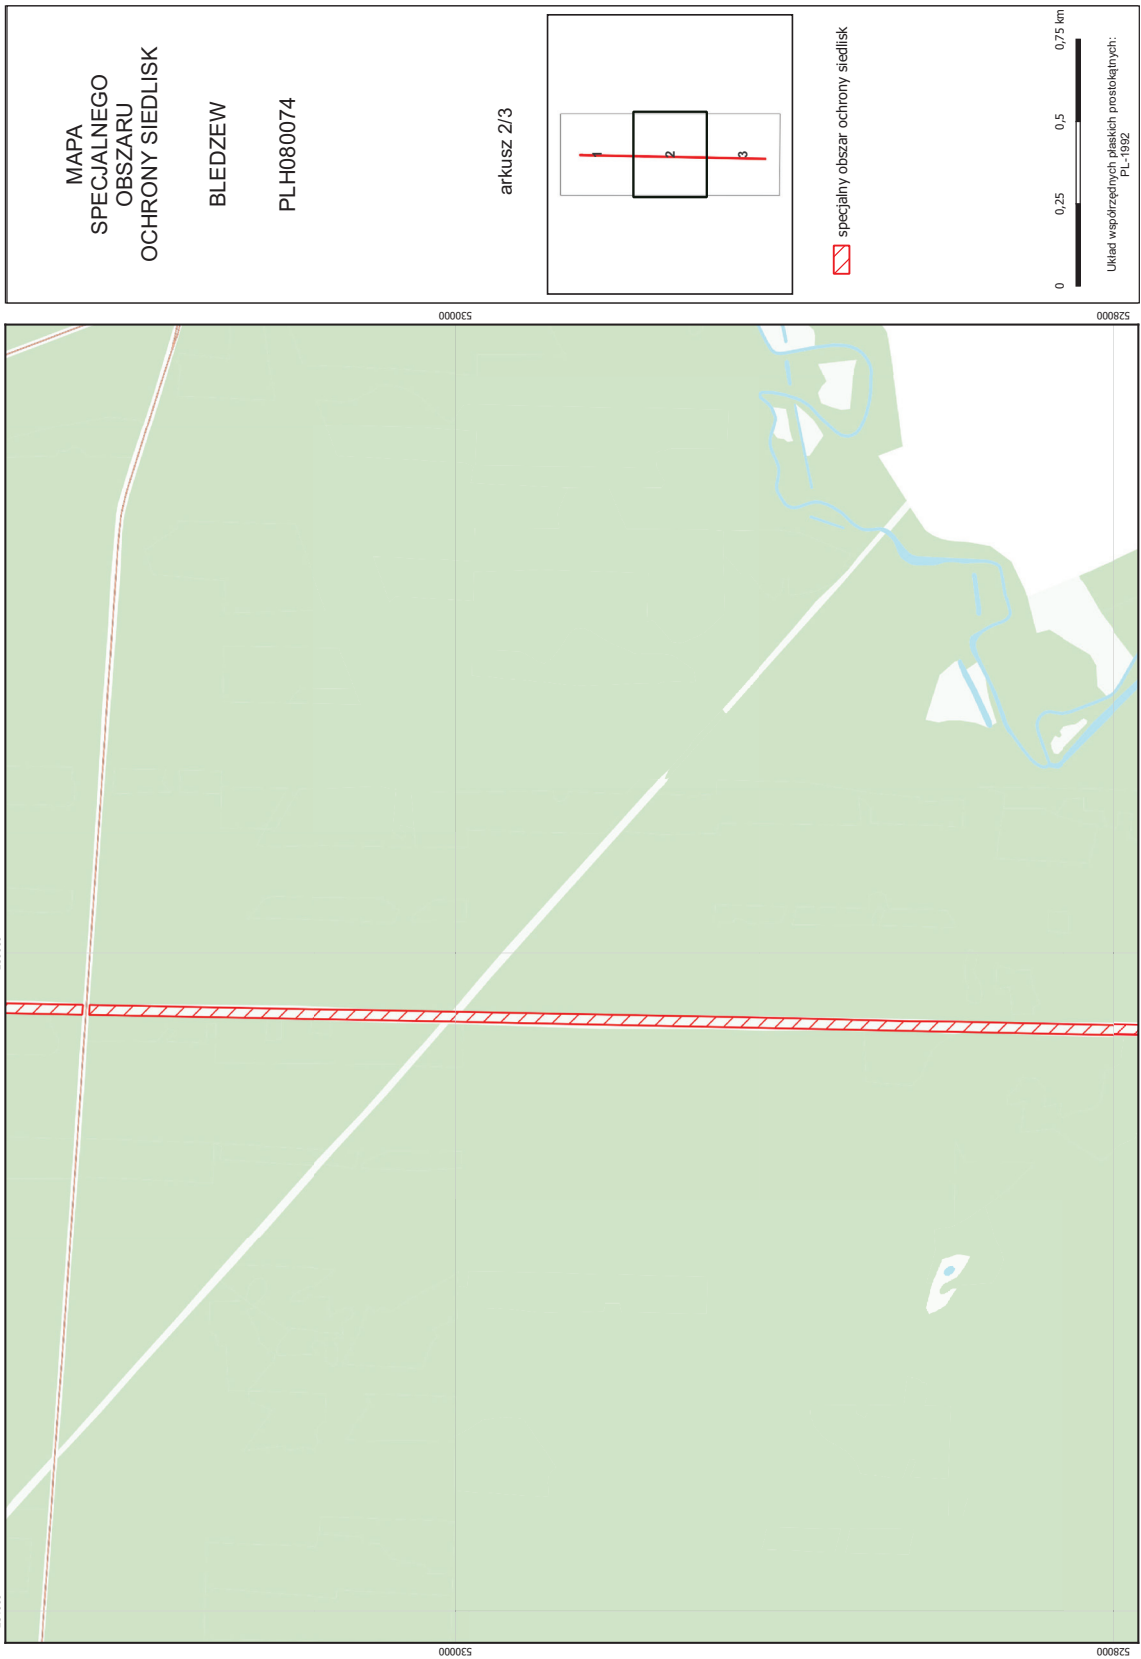 MAPA
SPECJALNEGO
OBSZARU
OCHRONY SIEDLISK
BLEDZEW
PLH080074
arkusz 2/3
1
2
3
specjalny obszar ochrony siedlisk
0
0,25
0,5
0,75 km
Układ współrzędnych płaskich prostokątnych:
PL-1992
530000
528000
530000
528000